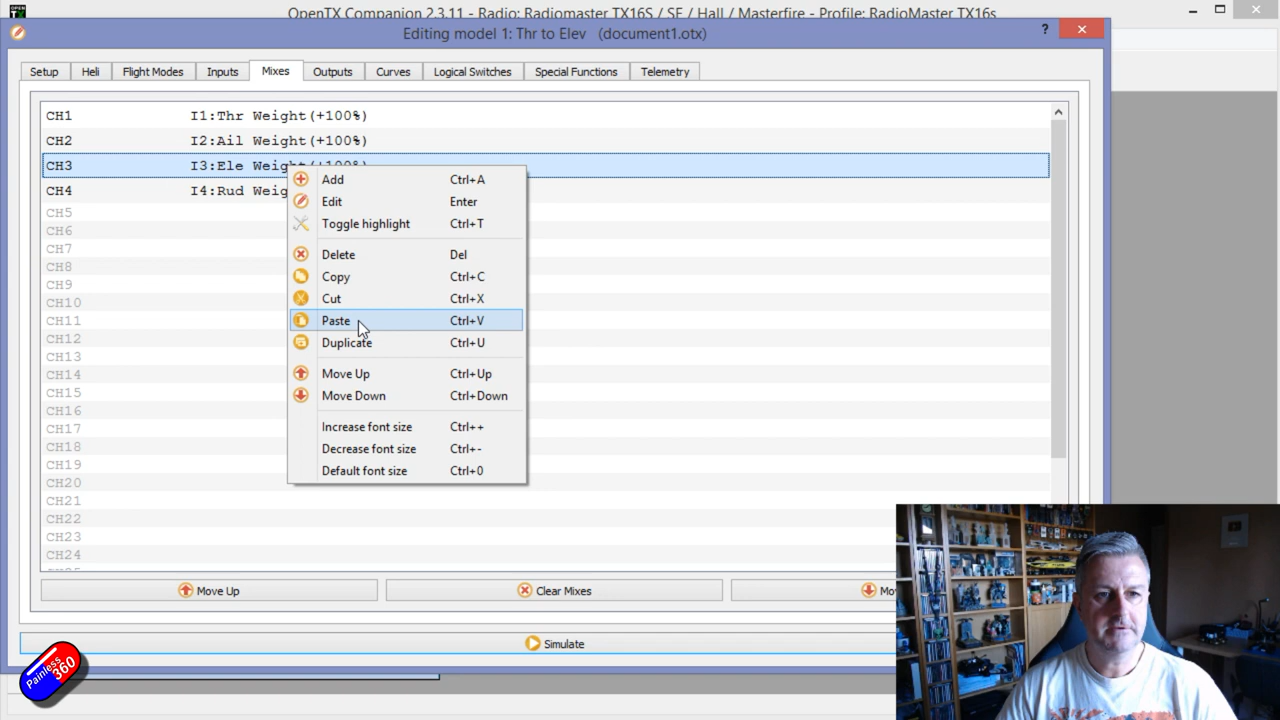 OpenTX Companion 2.3.11 - Radio: Radiomaster TX16S / SE / Hall / Masterfire - Profile: RadioMaster TX16s
Editing model 1: Thr to Elev (document1.otx)
?
Setup Heli Flight Modes Inputs Mixes Outputs Curves Logical Switches Special Functions Telemetry
CH1 I1:Thr Weight(+100%)
CH2 I2:Ail Weight(+100%)
CH3 I3:Ele Weight(+100%)
CH4 I4:Rud Weig
CH5
CH6
CH7
CH8
CH9
CH10
CH11
CH12
CH13
CH14
CH15
CH16
CH17
CH18
CH19
CH20
CH21
CH22
CH23
CH24
Add Ctrl+A
Edit Enter
Toggle highlight Ctrl+T
Delete Del
Copy Ctrl+C
Cut Ctrl+X
Paste Ctrl+V
Duplicate Ctrl+U
Move Up Ctrl+Up
Move Down Ctrl+Down
Increase font size Ctrl++
Decrease font size Ctrl+-
Default font size Ctrl+0
Move Up Clear Mixes Mo
Simulate
Painless
360